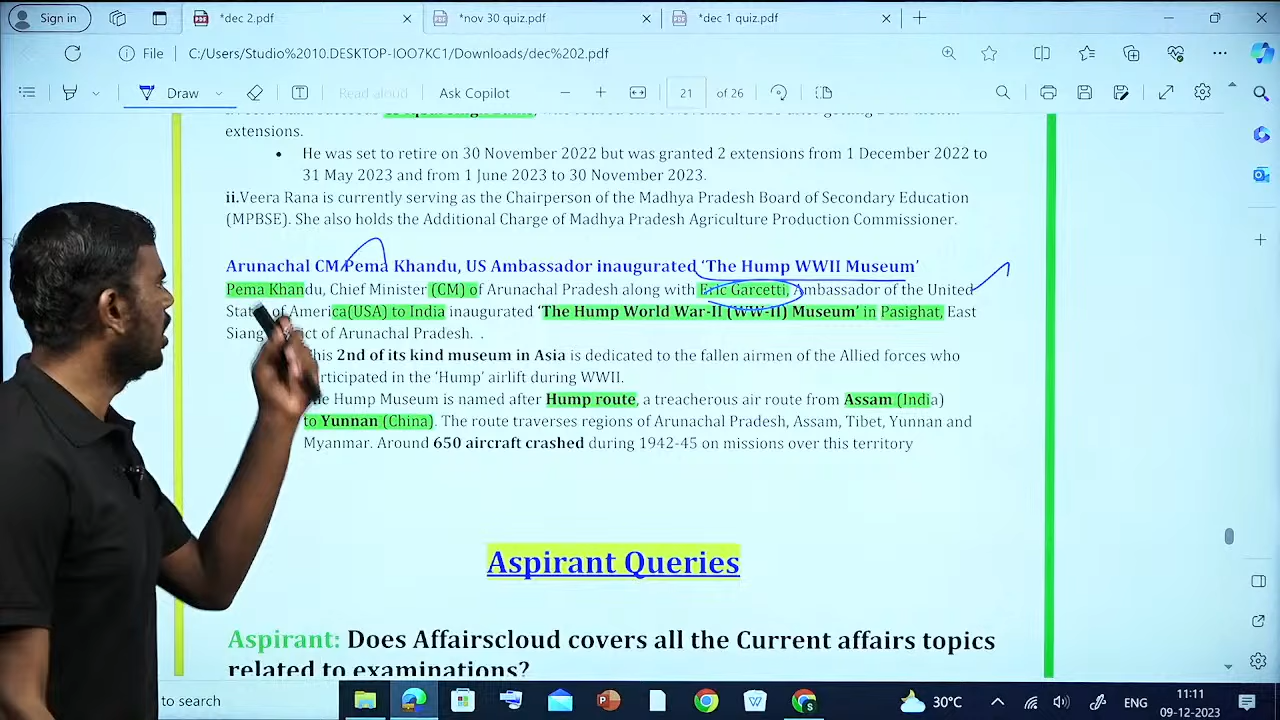 Sign in
*dec 2.pdf
*nov 30 quiz.pdf
*dec 1 quiz.pdf
File C:/Users/Studio%2010.DESKTOP-IOO7KC1/Downloads/dec%202.pdf
Draw
Read aloud
Ask Copilot
21 of 26
extensions.
• He was set to retire on 30 November 2022 but was granted 2 extensions from 1 December 2022 to
31 May 2023 and from 1 June 2023 to 30 November 2023.
ii.Veera Rana is currently serving as the Chairperson of the Madhya Pradesh Board of Secondary Education
(MPBSE). She also holds the Additional Charge of Madhya Pradesh Agriculture Production Commissioner.
Arunachal CM Pema Khandu, US Ambassador inaugurated ‘The Hump WWII Museum’
Pema Khandu, Chief Minister (CM) of Arunachal Pradesh along with Eric Garcetti, Ambassador of the United
of America(USA) to India inaugurated ‘The Hump World War-II (WW-II) Museum’ in Pasighat, East
Siang of Arunachal Pradesh. .
2nd of its kind museum in Asia is dedicated to the fallen airmen of the Allied forces who
in the ‘Hump’ airlift during WWII.
Hump Museum is named after Hump route, a treacherous air route from Assam (India)
to Yunnan (China). The route traverses regions of Arunachal Pradesh, Assam, Tibet, Yunnan and
Myanmar. Around 650 aircraft crashed during 1942-45 on missions over this territory
Aspirant Queries
Aspirant: Does Affairscloud covers all the Current affairs topics
related to examinations?
to search
30°C
ENG
11:11
09-12-2023